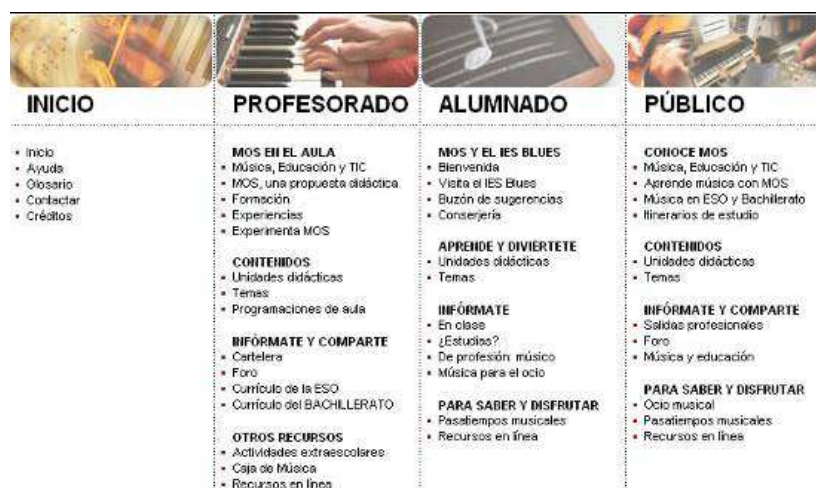 INICIO
• Inicio
• Ayuda
• Glosario
• Contactar
• Créditos
PROFESORADO
MOS EN EL AULA
• Música, Educación y TIC
• MOS, una propuesta didáctica
• Formación
• Experiencias
• Experimenta MOS
CONTENIDOS
• Unidades didácticas
• Temas
• Programaciones de aula
INFÓRMATE Y COMPARTE
• Cartelera
• Foro
• Currículo de la ESO
• Currículo del BACHILLERATO
OTROS RECURSOS
• Actividades extraescolares
• Caja de Música
• Recursos en línea
ALUMNADO
MOS Y EL IES BLUES
• Bienvenida
• Visita el IES Blues
• Buzón de sugerencias
• Conserjería
APRENDE Y DIVIÉRTETE
• Unidades didácticas
• Temas
INFÓRMATE
• En clase
• ¿Estudias?
• De profesión: músico
• Música para el ocio
PARA SABER Y DISFRUTAR
• Pasatiempos musicales
• Recursos en línea
PÚBLICO
CONOCE MOS
• Música, Educación y TIC
• Aprende música con MOS
• Música en ESO y Bachillerato
• Itinerarios de estudio
CONTENIDOS
• Unidades didácticas
• Temas
INFÓRMATE Y COMPARTE
• Salidas profesionales
• Foro
• Música y educación
PARA SABER Y DISFRUTAR
• Ocio musical
• Pasatiempos musicales
• Recursos en línea